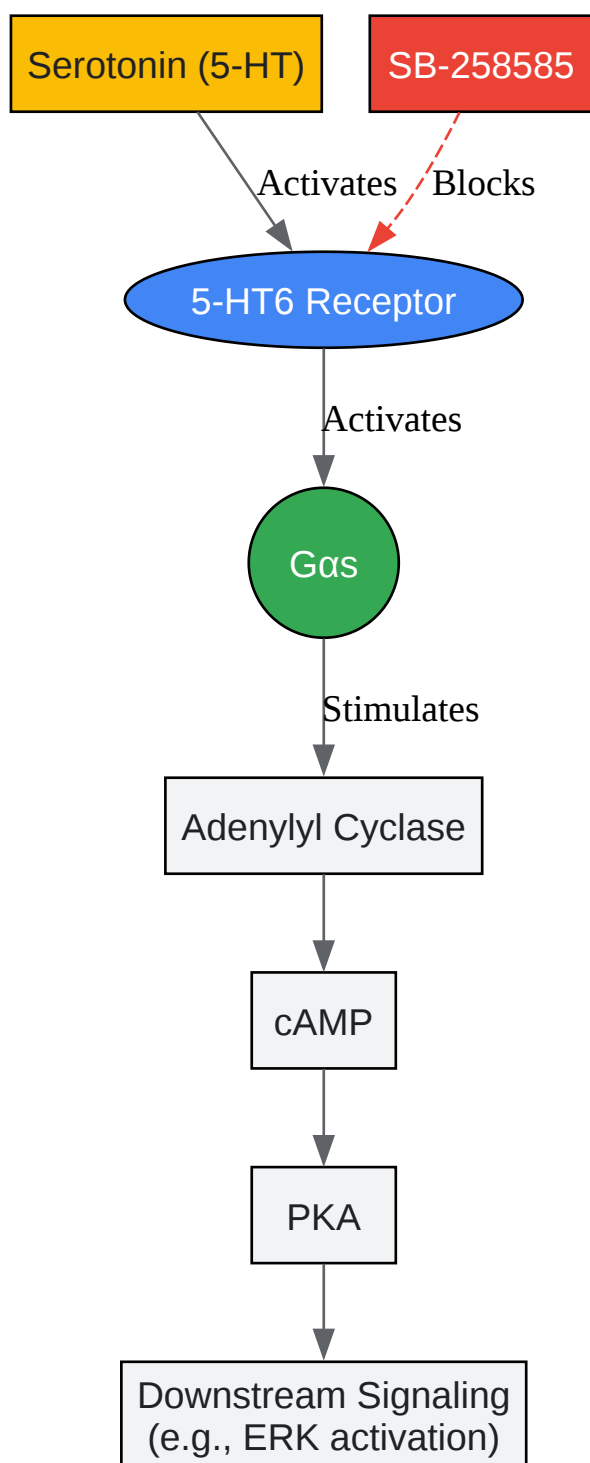 Serotonin (5-HT)
SB-258585
Activates
Blocks
5-HT6 Receptor
Activates
Gαs
Stimulates
Adenylyl Cyclase
cAMP
PKA
Downstream Signaling
(e.g., ERK activation)